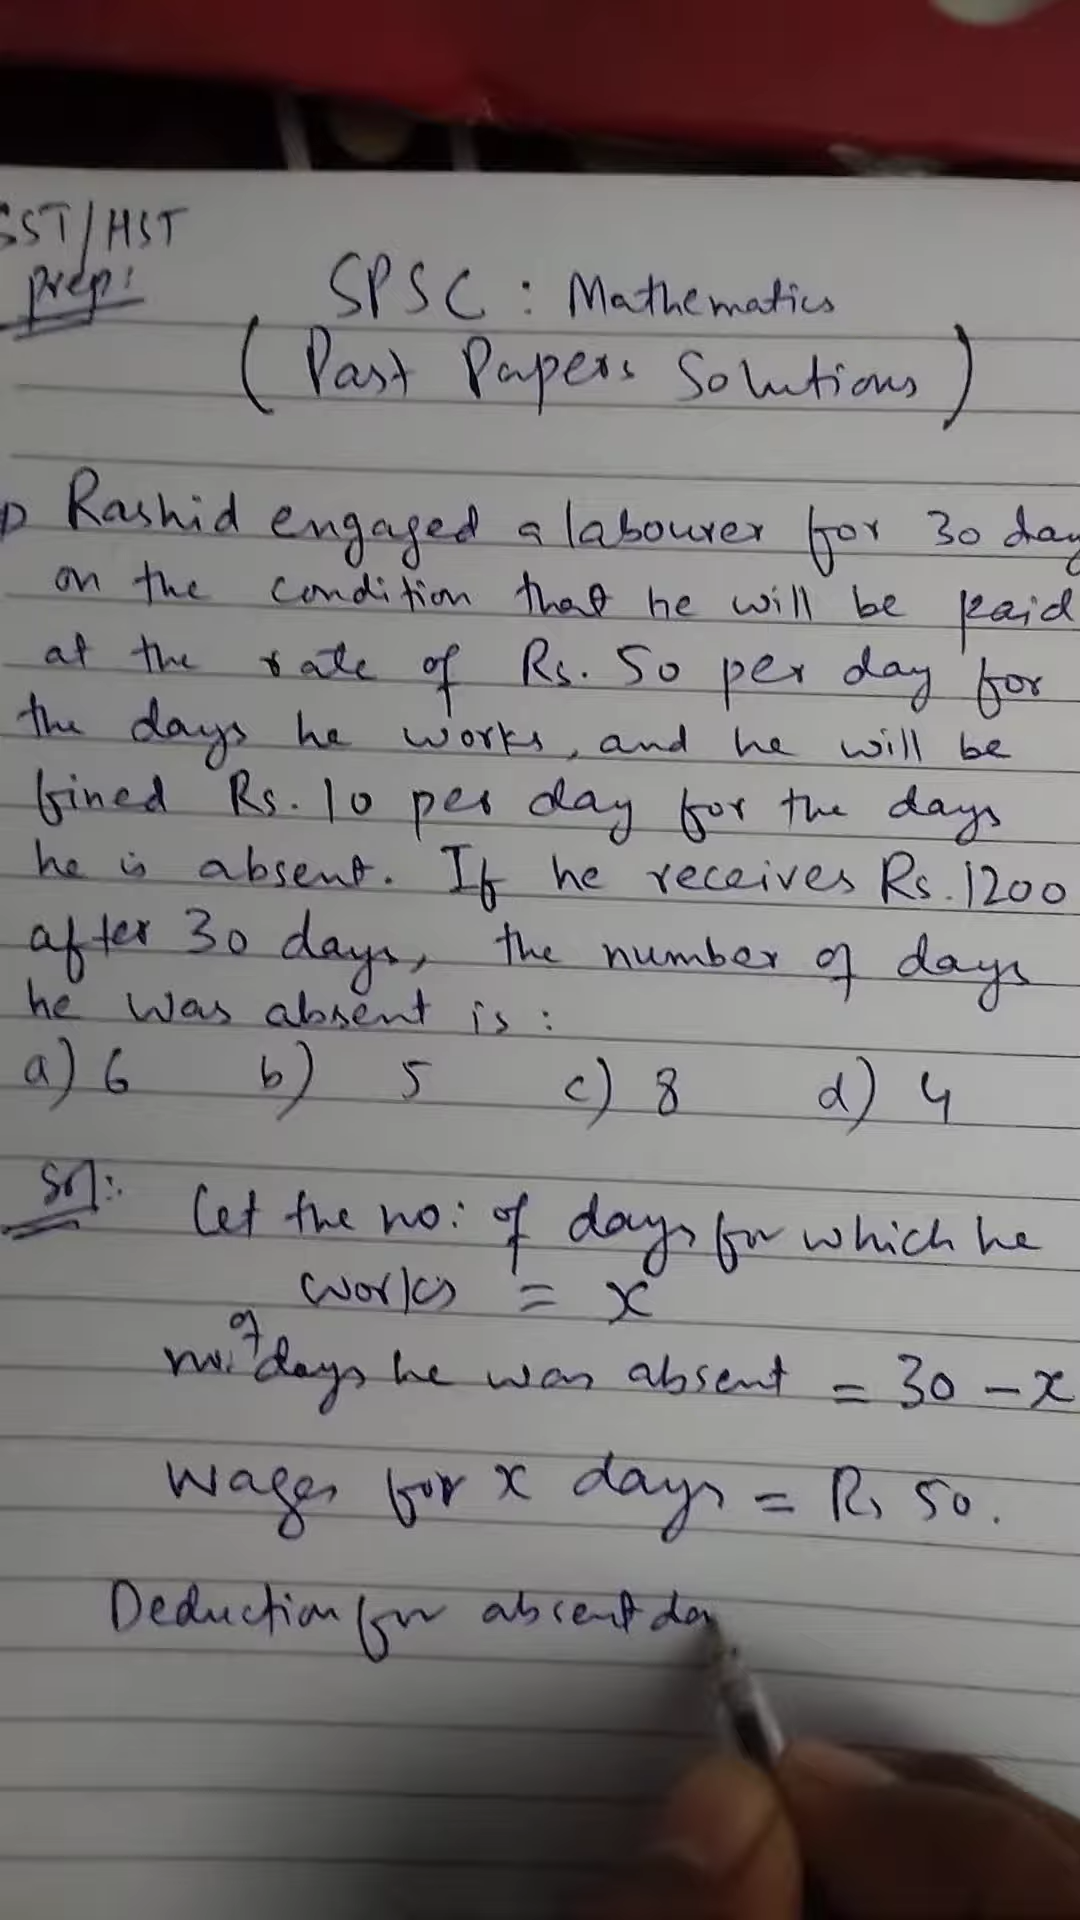 SST/HST
prep:
SPSC: Mathematics
(Past Papers Solutions)
Rashid engaged a labourer for 30 day
on the condition that he will be paid
at the rate of Rs. 50 per day for
the days he works, and he will be
fined Rs. 10 per day for the days
he is absent. If he receives Rs. 1200
after 30 days, the number of days
he was absent is:
a) 6 b) 5 c) 8 d) 4
Sol:
Let the no: of days for which he
works = x
no: of days he was absent = 30 - x
Wages for x days = Rs 50.
Deduction for absent da